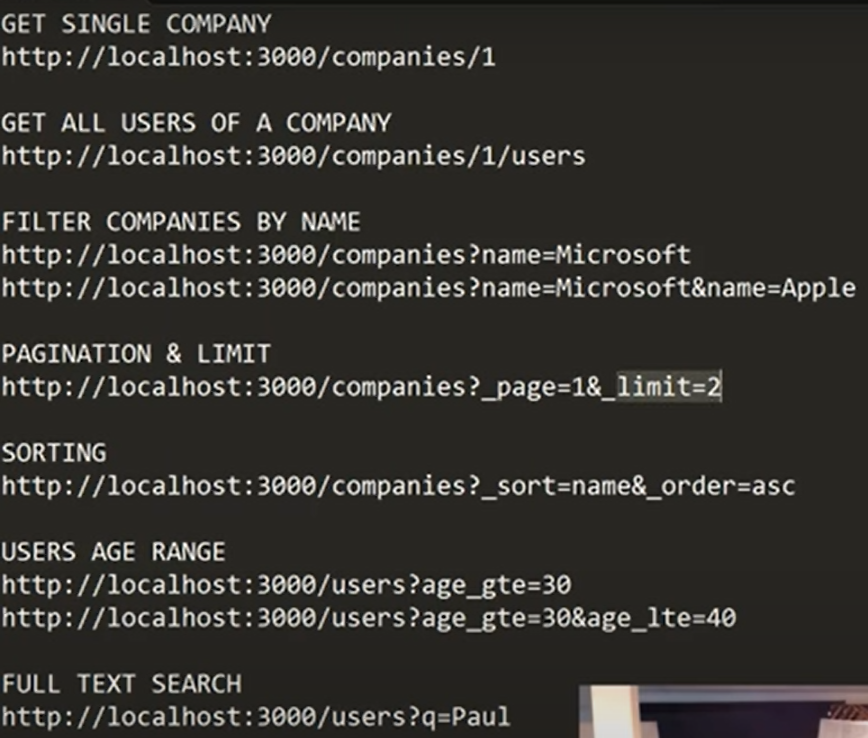 GET SINGLE COMPANY
http://localhost:3000/companies/1
GET ALL USERS OF A COMPANY
http://localhost:3000/companies/1/users
FILTER COMPANIES BY NAME
http://localhost:3000/companies?name=Microsoft
http://localhost:3000/companies?name=Microsoft&name=Apple
PAGINATION & LIMIT
http://localhost:3000/companies?_page=1&_limit=2
SORTING
http://localhost:3000/companies?_sort=name&_order=asc
USERS AGE RANGE
http://localhost:3000/users?age_gte=30
http://localhost:3000/users?age_gte=30&age_lte=40
FULL TEXT SEARCH
http://localhost:3000/users?q=Paul